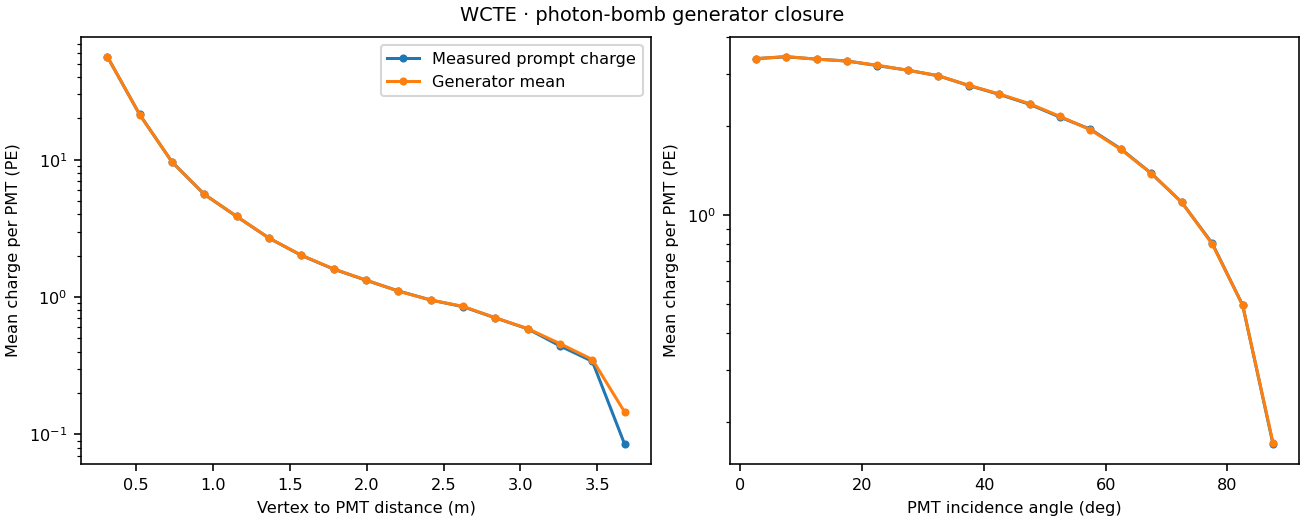 WCTE · photon-bomb generator closure
Measured prompt charge
Generator mean
Mean charge per PMT (PE)
10^1
10^0
10^−1
0.5 1.0 1.5 2.0 2.5 3.0 3.5
Vertex to PMT distance (m)
Mean charge per PMT (PE)
10^0
0 20 40 60 80
PMT incidence angle (deg)